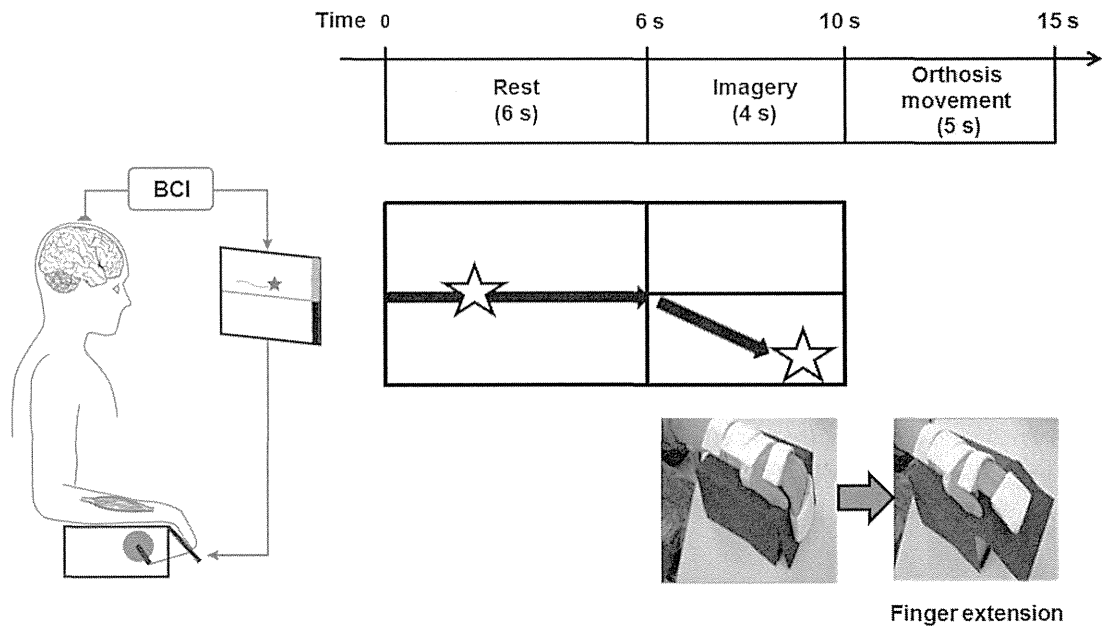 Time 0 6 s 10 s 15 s
Rest
(6 s)
Imagery
(4 s)
Orthosis
movement
(5 s)
BCI
Finger extension